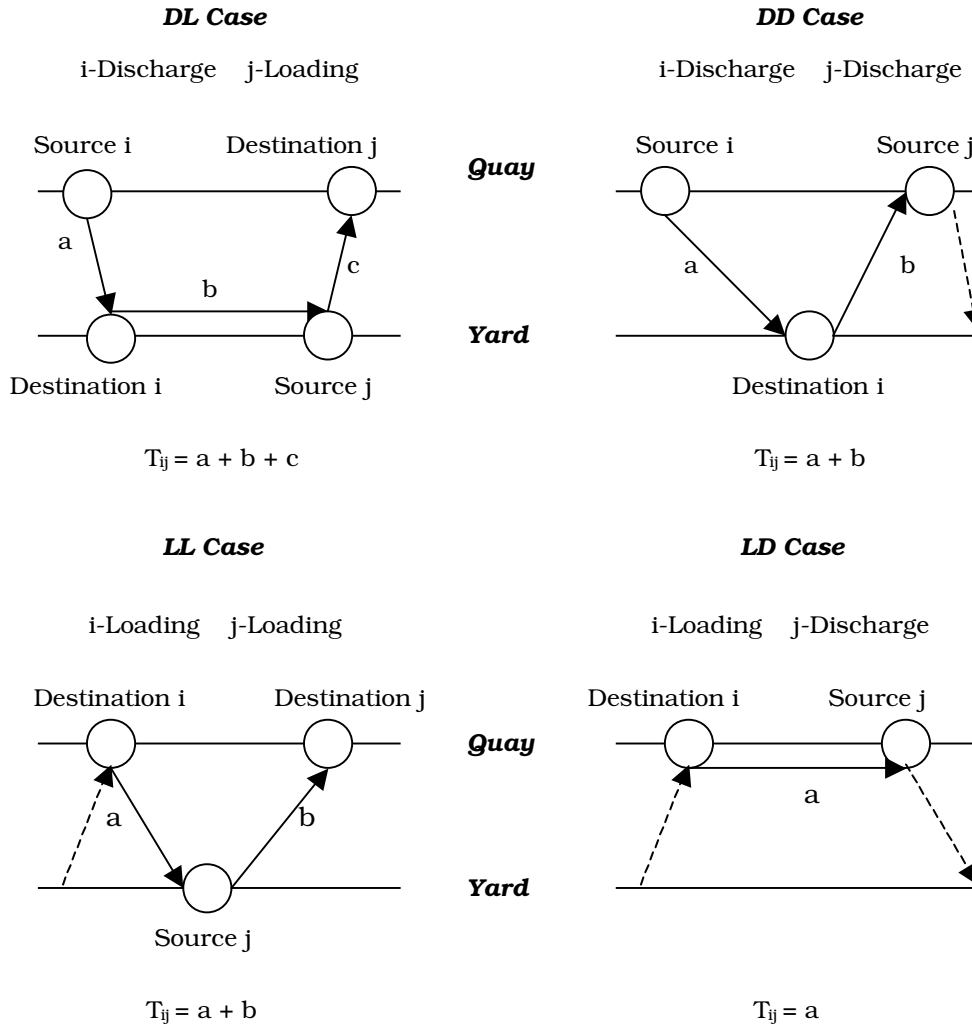 DL Case
DD Case
i-Discharge j-Loading
i-Discharge j-Discharge
Source i
Destination j
Quay
Source i
Source j
a
b
c
a
b
Yard
Destination i
Source j
Destination i
Tij = a + b + c
Tij = a + b
LL Case
LD Case
i-Loading j-Loading
i-Loading j-Discharge
Destination i
Destination j
Quay
Destination i
Source j
a
b
a
Yard
Source j
Tij = a + b
Tij = a